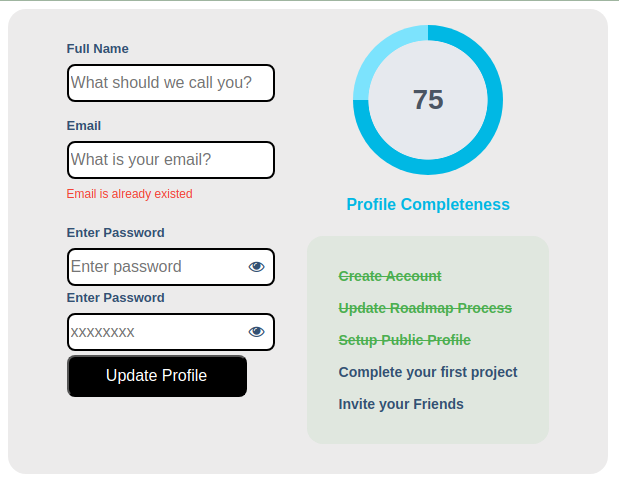 Full Name
What should we call you?
Email
What is your email?
Email is already existed
Enter Password
Enter password
Enter Password
xxxxxxxx
Update Profile
75
Profile Completeness
Create Account
Update Roadmap Process
Setup Public Profile
Complete your first project
Invite your Friends